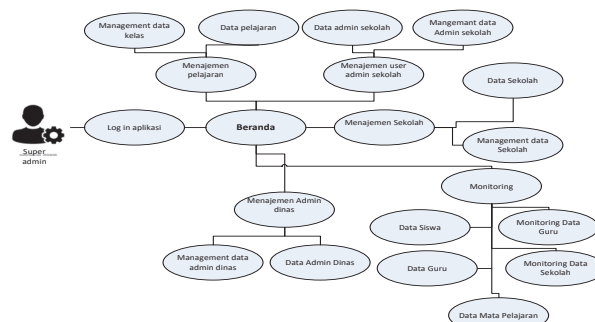 Management data
kelas
Data pelajaran
Data admin sekolah
Mangemant data
Admin sekolah
Menajemen
pelajaran
Menajemen user
admin sekolah
Data Sekolah
Super
admin
Log in aplikasi
Beranda
Menajemen Sekolah
Management data
Sekolah
Monitoring
Menajemen Admin
dinas
Data Siswa
Monitoring Data
Guru
Management data
admin dinas
Data Admin Dinas
Data Guru
Monitoring Data
Sekolah
Data Mata Pelajaran